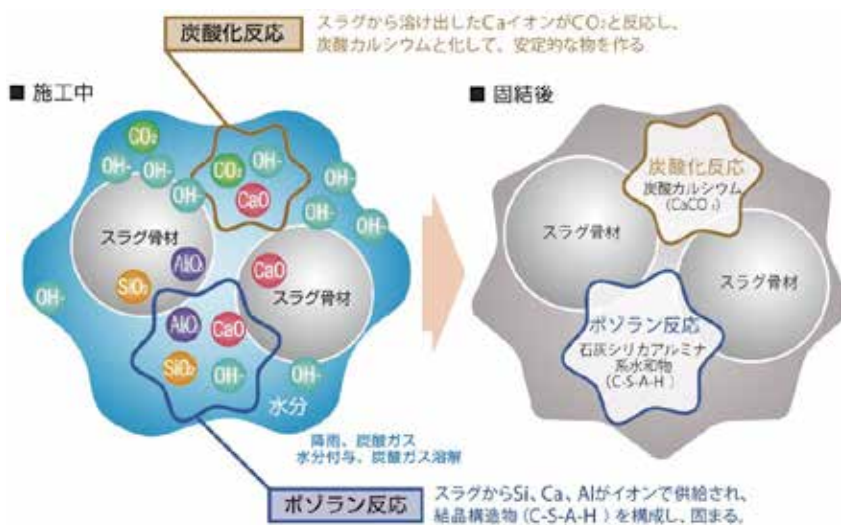 炭酸化反応
スラグから溶け出したCaイオンがCO₂と反応し、
炭酸カルシウムと化して、安定的な物を作る
■ 施工中
■ 固結後
CO₂
OH-
OH-
OH-
OH-
CO₂
OH-
CaO
OH-
OH-
OH-
スラグ骨材
AlO₃
SiO₂
CaO
スラグ骨材
OH-
AlO₃
CaO
SiO₂
OH-
OH-
水分
降雨、炭酸ガス
水分付与、炭酸ガス溶解
炭酸化反応
炭酸カルシウム
(CaCO₃)
スラグ骨材
スラグ骨材
ポゾラン反応
石灰シリカアルミナ
系水和物
(C-S-A-H)
ポゾラン反応
スラグからSi、Ca、Alがイオンで供給され、
結晶構造物(C-S-A-H)を構成し、固まる。